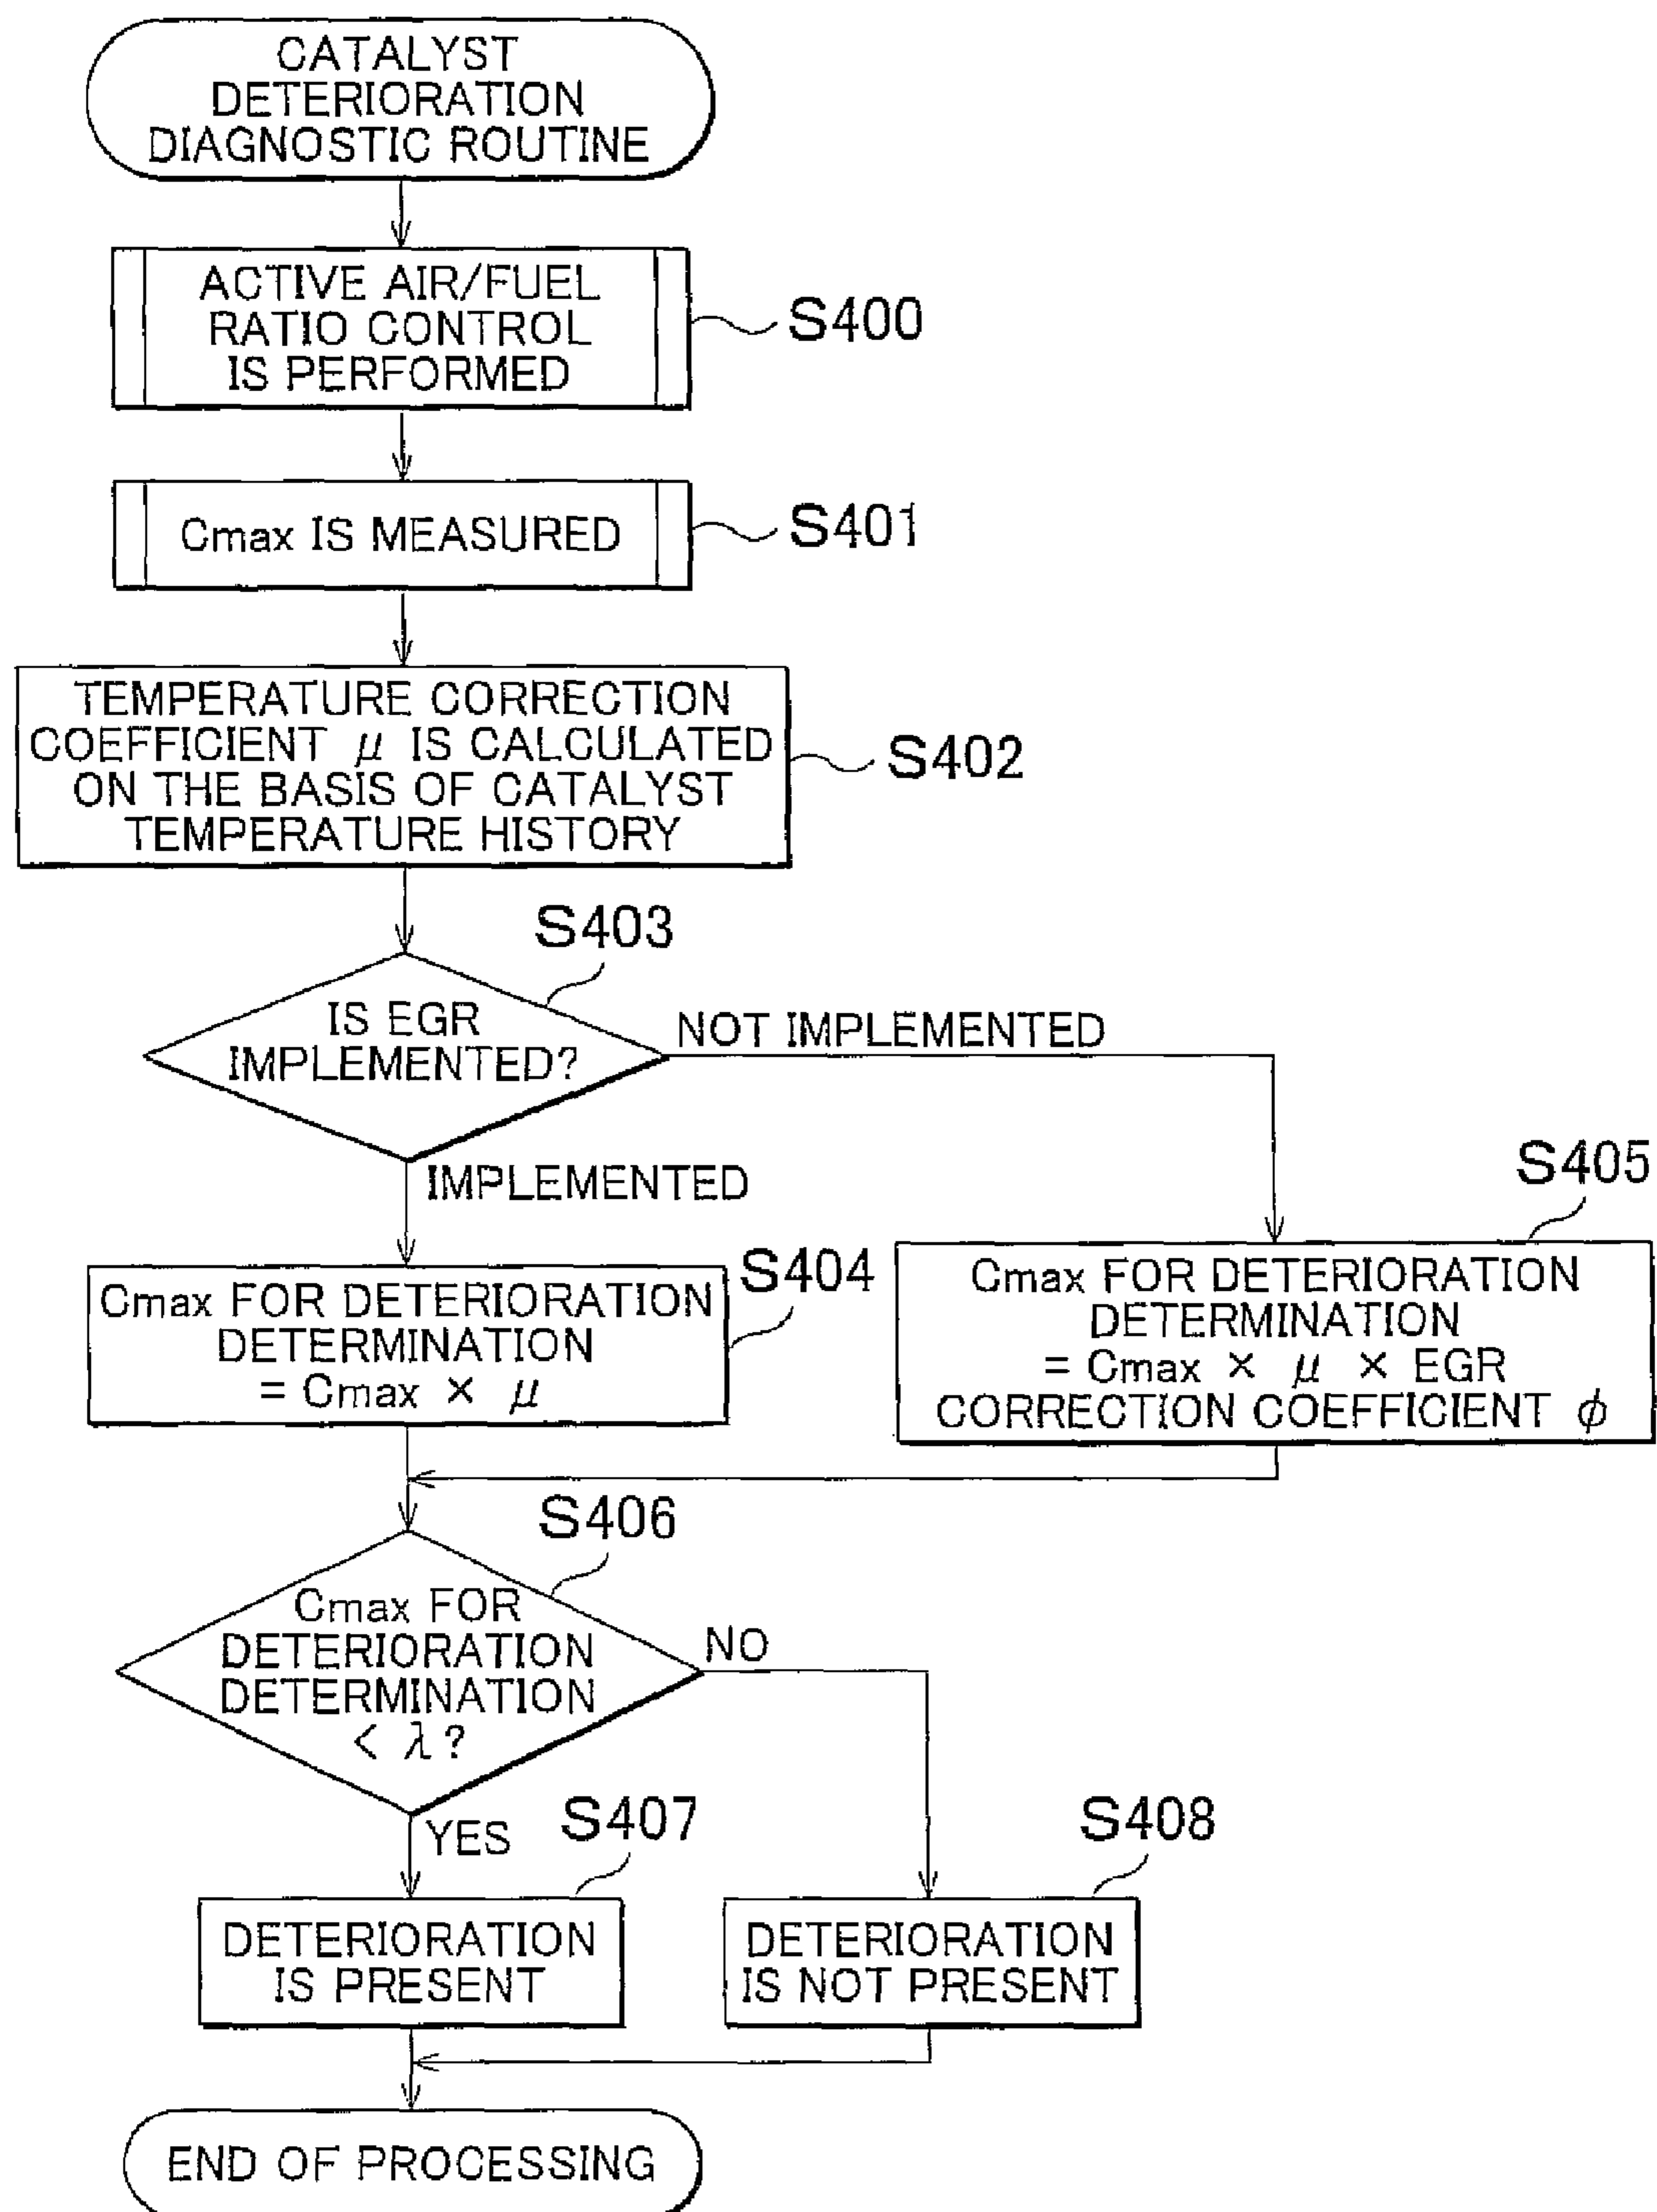 CATALYST
DETERIORATION
DIAGNOSTIC ROUTINE
ACTIVE AIR/FUEL
RATIO CONTROL
IS PERFORMED
S400
Cmax IS MEASURED
S401
TEMPERATURE CORRECTION
COEFFICIENT μ IS CALCULATED
ON THE BASIS OF CATALYST
TEMPERATURE HISTORY
S402
S403
IS EGR
IMPLEMENTED?
NOT IMPLEMENTED
IMPLEMENTED
S404
Cmax FOR DETERIORATION
DETERMINATION
= Cmax × μ
S405
Cmax FOR DETERIORATION
DETERMINATION
= Cmax × μ × EGR
CORRECTION COEFFICIENT ϕ
S406
Cmax FOR
DETERIORATION
DETERMINATION
< λ?
NO
YES
S407
DETERIORATION
IS PRESENT
S408
DETERIORATION
IS NOT PRESENT
END OF PROCESSING